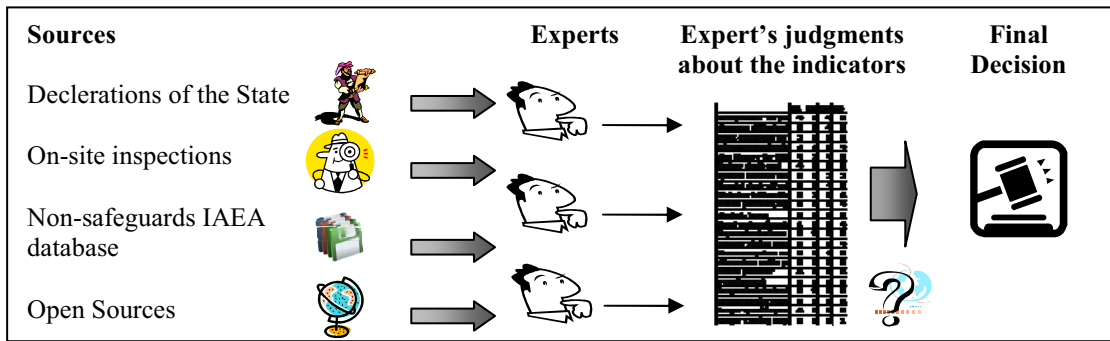 Sources
Experts
Expert’s judgments
about the indicators
Final
Decision
Declerations of the State
On-site inspections
Non-safeguards IAEA
database
Open Sources
?